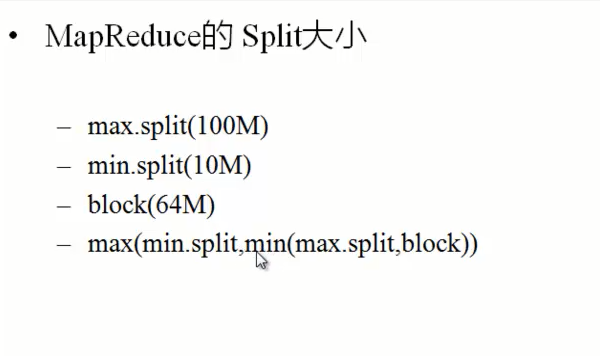 • MapReduce的 Split大小
– max.split(100M)
– min.split(10M)
– block(64M)
– max(min.split,min(max.split,block))